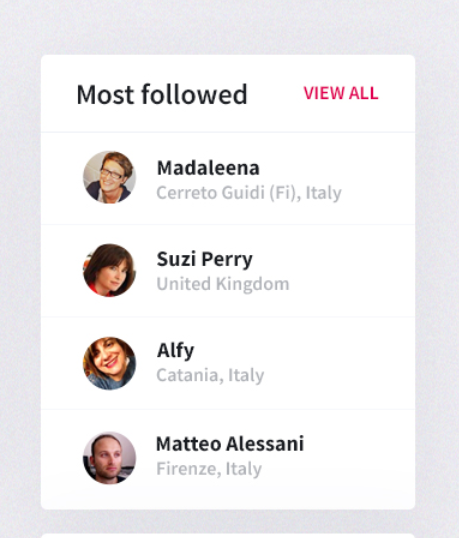 Most followed
VIEW ALL
Madaleena
Cerreto Guidi (Fi), Italy
Suzi Perry
United Kingdom
Alfy
Catania, Italy
Matteo Alessani
Firenze, Italy